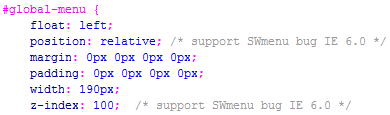 #global-menu {
float: left;
position: relative; /* support SWmenu bug IE 6.0 */
margin: 0px 0px 0px 0px;
padding: 0px 0px 0px 0px;
width: 190px;
z-index: 100;  /* support SWmenu bug IE 6.0 */